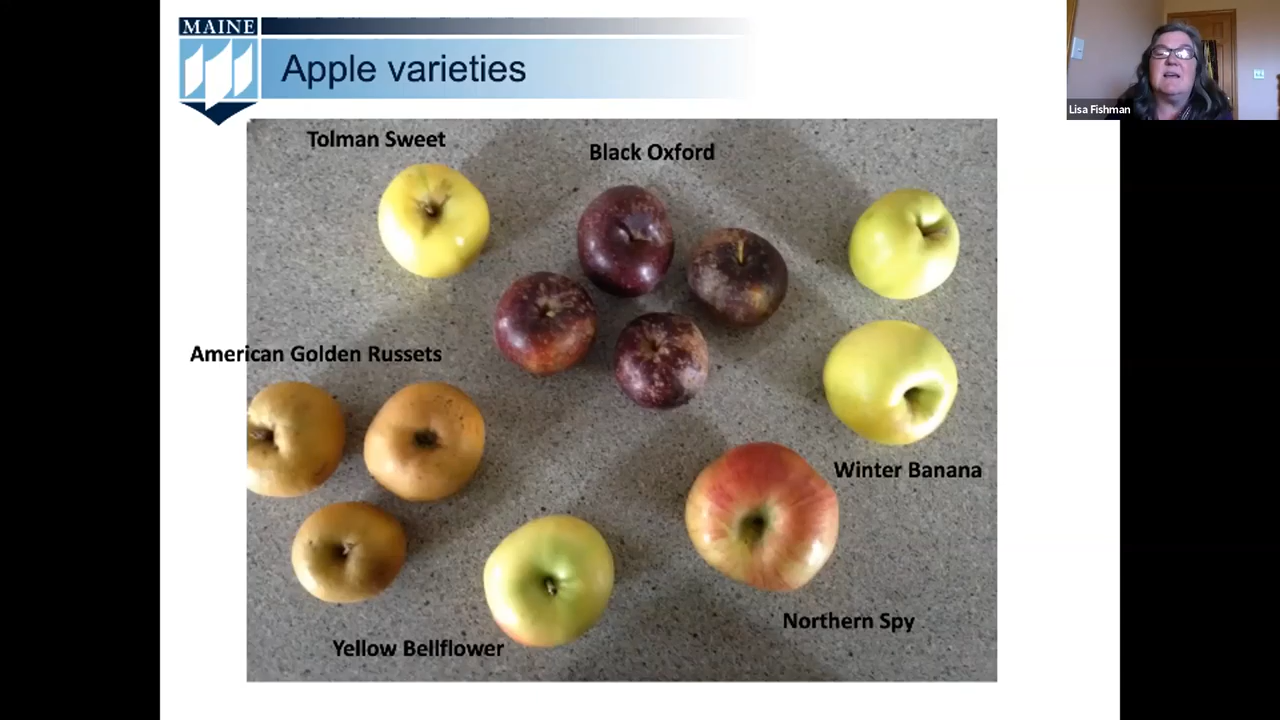 MAINE
Apple varieties
Lisa Fishman
Tolman Sweet
Black Oxford
American Golden Russets
Winter Banana
Northern Spy
Yellow Bellflower